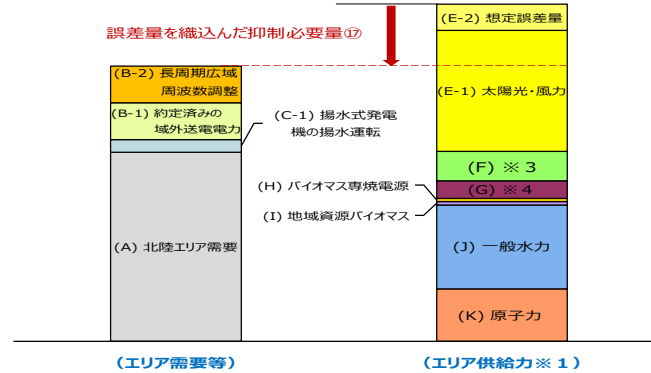 誤差量を織込んだ抑制必要量⑰
(B-2) 長周期広域
周波数調整
(B-1) 約定済みの
域外送電電力
(C-1) 揚水式発電
機の揚水運転
(A) 北陸エリア需要
(E-2) 想定誤差量
(E-1) 太陽光・風力
(F) ※3
(G) ※4
(H) バイオマス専焼電源
(I) 地域資源バイオマス
(J) 一般水力
(K) 原子力
(エリア需要等)
(エリア供給力※1)